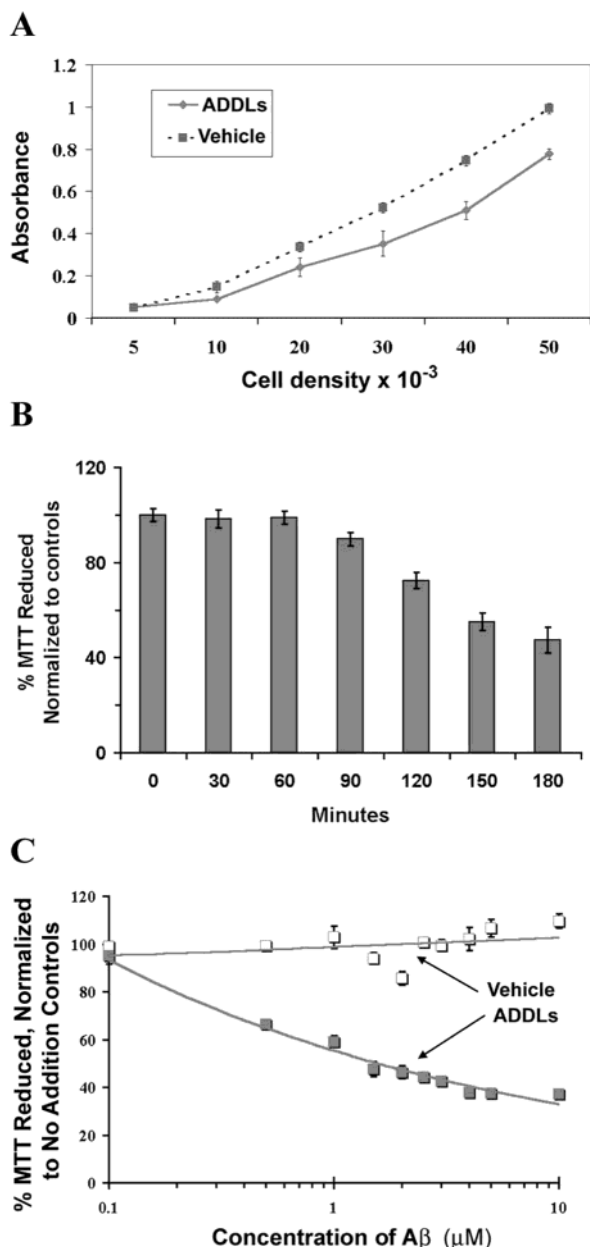 A
Absorbance
1.2
1
0.8
0.6
0.4
0.2
0
ADDLs
Vehicle
5 10 20 30 40 50
Cell density x 10-3
B
% MTT Reduced
Normalized to controls
120
80
40
0
0 30 60 90 120 150 180
Minutes
C
% MTT Reduced, Normalized
to No Addition Controls
120
100
80
60
40
20
0
Vehicle
ADDLs
0.1 1 10
Concentration of Aβ (μM)